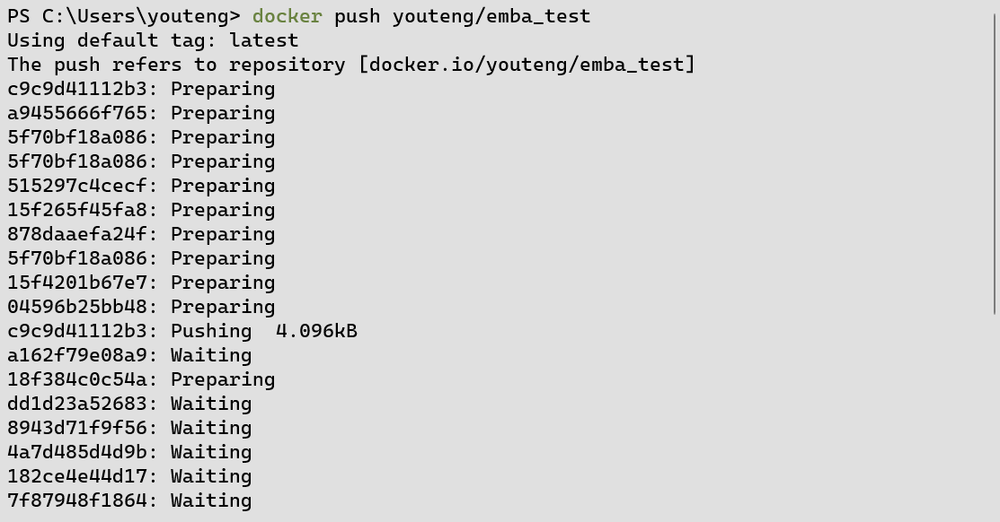 PS C:\Users\youteng> docker push youteng/emba_test
Using default tag: latest
The push refers to repository [docker.io/youteng/emba_test]
c9c9d41112b3: Preparing
a9455666f765: Preparing
5f70bf18a086: Preparing
5f70bf18a086: Preparing
515297c4cecf: Preparing
15f265f45fa8: Preparing
878daaefa24f: Preparing
5f70bf18a086: Preparing
15f4201b67e7: Preparing
04596b25bb48: Preparing
c9c9d41112b3: Pushing  4.096kB
a162f79e08a9: Waiting
18f384c0c54a: Preparing
dd1d23a52683: Waiting
8943d71f9f56: Waiting
4a7d485d4d9b: Waiting
182ce4e44d17: Waiting
7f87948f1864: Waiting